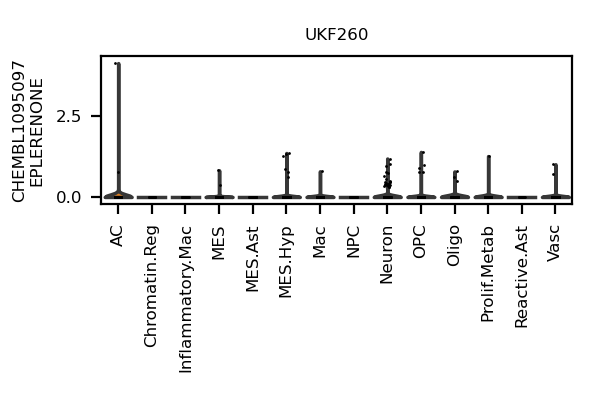 UKF260
CHEMBL1095097
EPLERENONE
2.5
0.0
AC
Chromatin.Reg
Inflammatory.Mac
MES
MES.Ast
MES.Hyp
Mac
NPC
Neuron
OPC
Oligo
Prolif.Metab
Reactive.Ast
Vasc